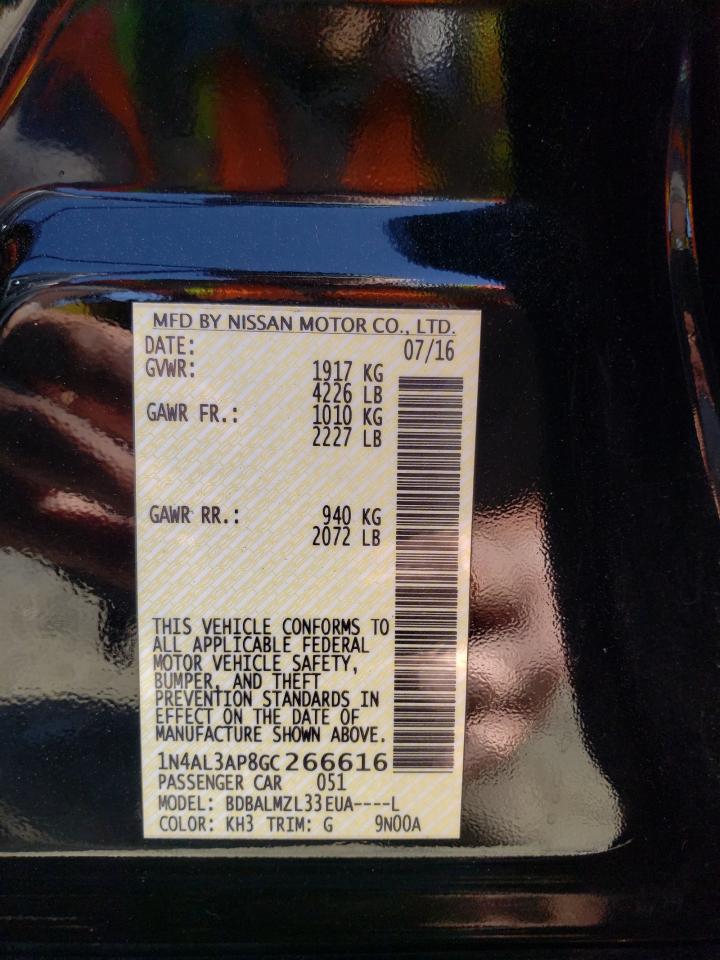 MFD BY NISSAN MOTOR CO., LTD.
DATE: 07/16
GVWR: 1917 KG
4226 LB
GAWR FR.: 1010 KG
2227 LB
GAWR RR.: 940 KG
2072 LB
THIS VEHICLE CONFORMS TO
ALL APPLICABLE FEDERAL
MOTOR VEHICLE SAFETY,
BUMPER, AND THEFT
PREVENTION STANDARDS IN
EFFECT ON THE DATE OF
MANUFACTURE SHOWN ABOVE.
1N4AL3AP8GC266616
PASSENGER CAR 051
MODEL: BDBALMZL33EUA----L
COLOR: KH3 TRIM: G 9N00A